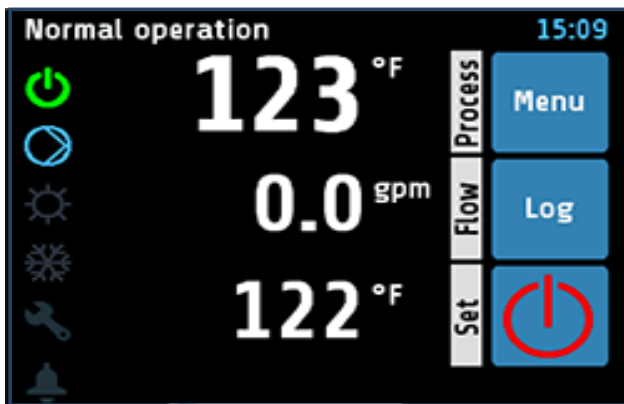 Normal operation 15:09
123 °F Process Menu
0.0 gpm Flow Log
122 °F Set